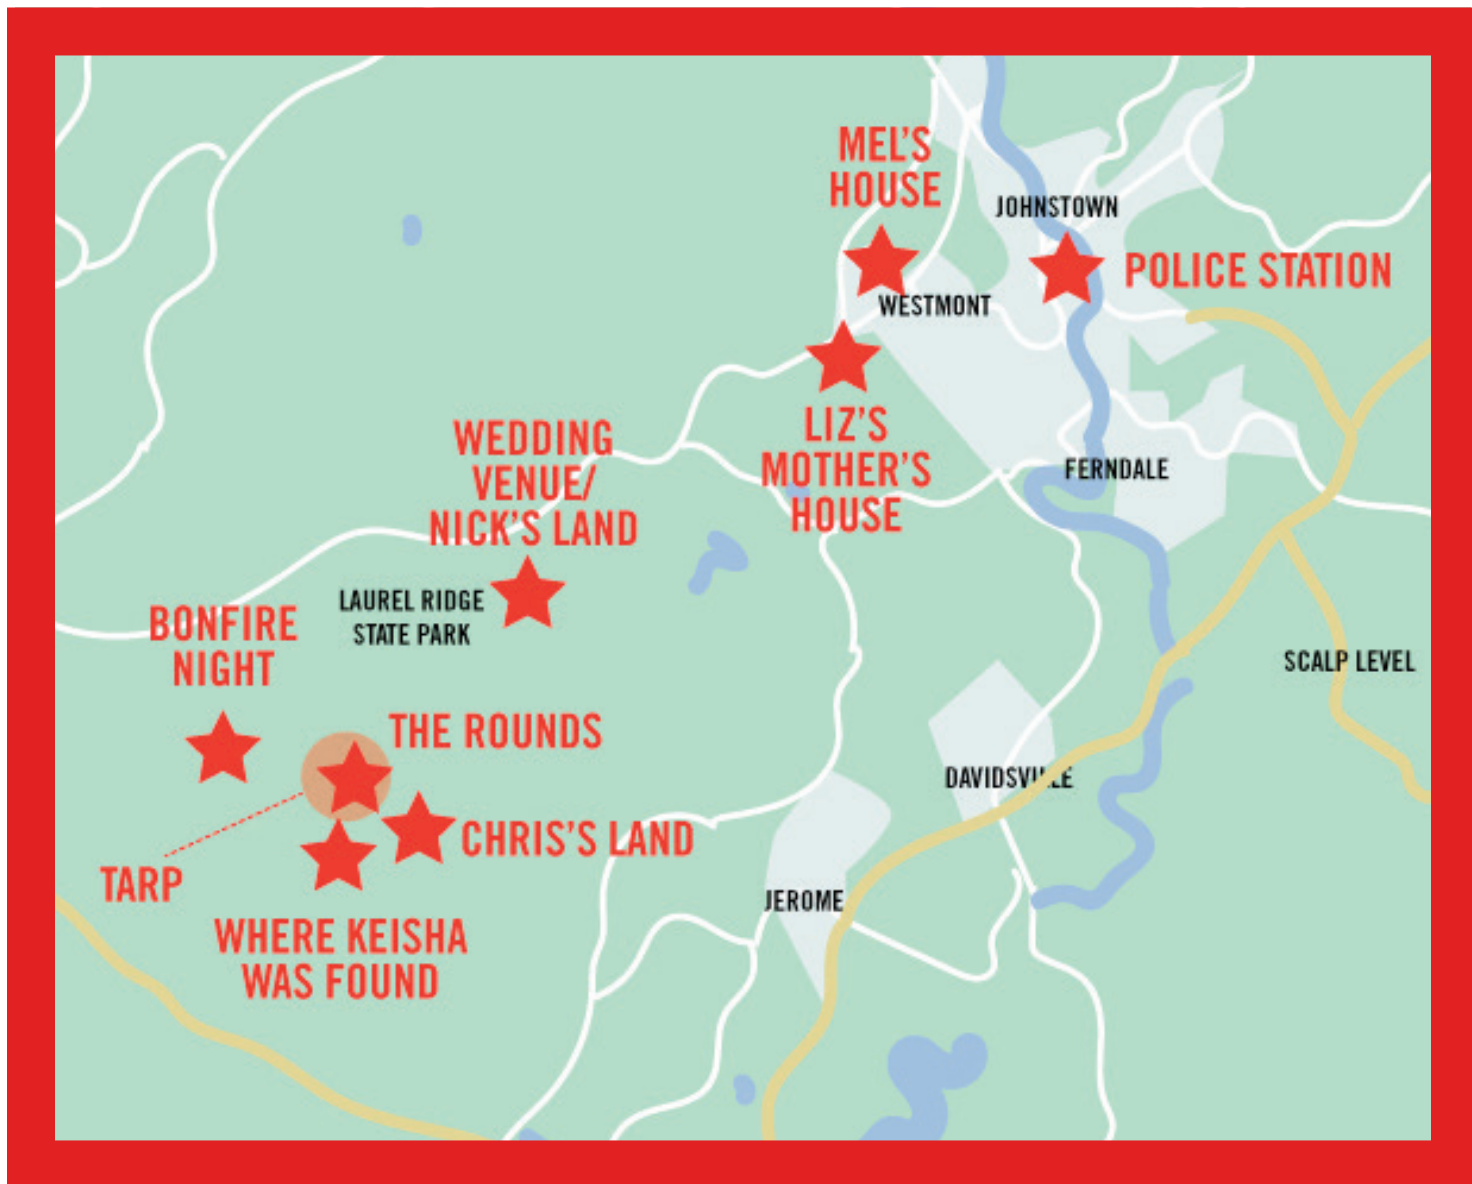 MEL'S
HOUSE
JOHNSTOWN
POLICE STATION
WESTMONT
LIZ'S
MOTHER'S
HOUSE
WEDDING
VENUE/
NICK'S LAND
FERNDALE
LAUREL RIDGE
STATE PARK
BONFIRE
NIGHT
SCALP LEVEL
THE ROUNDS
DAVIDSVILLE
CHRIS'S LAND
TARP
JEROME
WHERE KEISHA
WAS FOUND